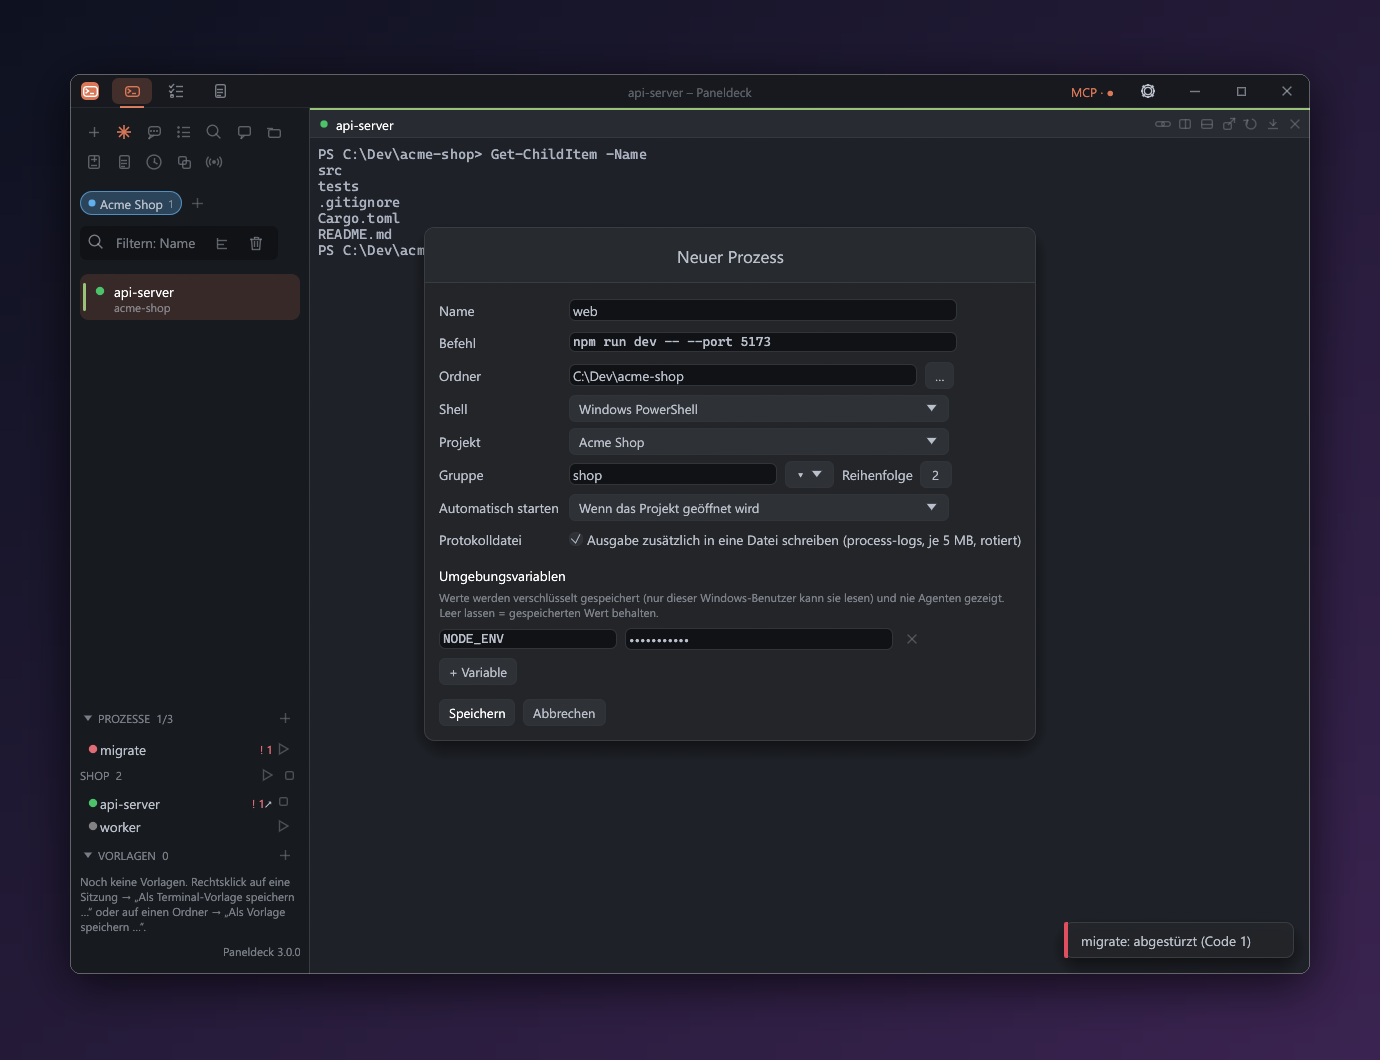 api-server – Paneldeck
MCP ·
Acme Shop 1
Filtern: Name
api-server
acme-shop
api-server
PS C:\Dev\acme-shop> Get-ChildItem -Name
src
tests
.gitignore
Cargo.toml
README.md
PS C:\Dev\acm
Neuer Prozess
Name web
Befehl npm run dev -- --port 5173
Ordner C:\Dev\acme-shop ...
Shell Windows PowerShell
Projekt Acme Shop
Gruppe shop Reihenfolge 2
Automatisch starten Wenn das Projekt geöffnet wird
Protokolldatei ✓ Ausgabe zusätzlich in eine Datei schreiben (process-logs, je 5 MB, rotiert)
Umgebungsvariablen
Werte werden verschlüsselt gespeichert (nur dieser Windows-Benutzer kann sie lesen) und nie Agenten gezeigt.
Leer lassen = gespeicherten Wert behalten.
NODE_ENV •••••••••••
+ Variable
Speichern Abbrechen
PROZESSE 1/3
migrate ! 1
SHOP 2
api-server ! 1↗
worker
VORLAGEN 0
Noch keine Vorlagen. Rechtsklick auf eine
Sitzung → „Als Terminal-Vorlage speichern
…“ oder auf einen Ordner → „Als Vorlage
speichern …“.
Paneldeck 3.0.0
migrate: abgestürzt (Code 1)